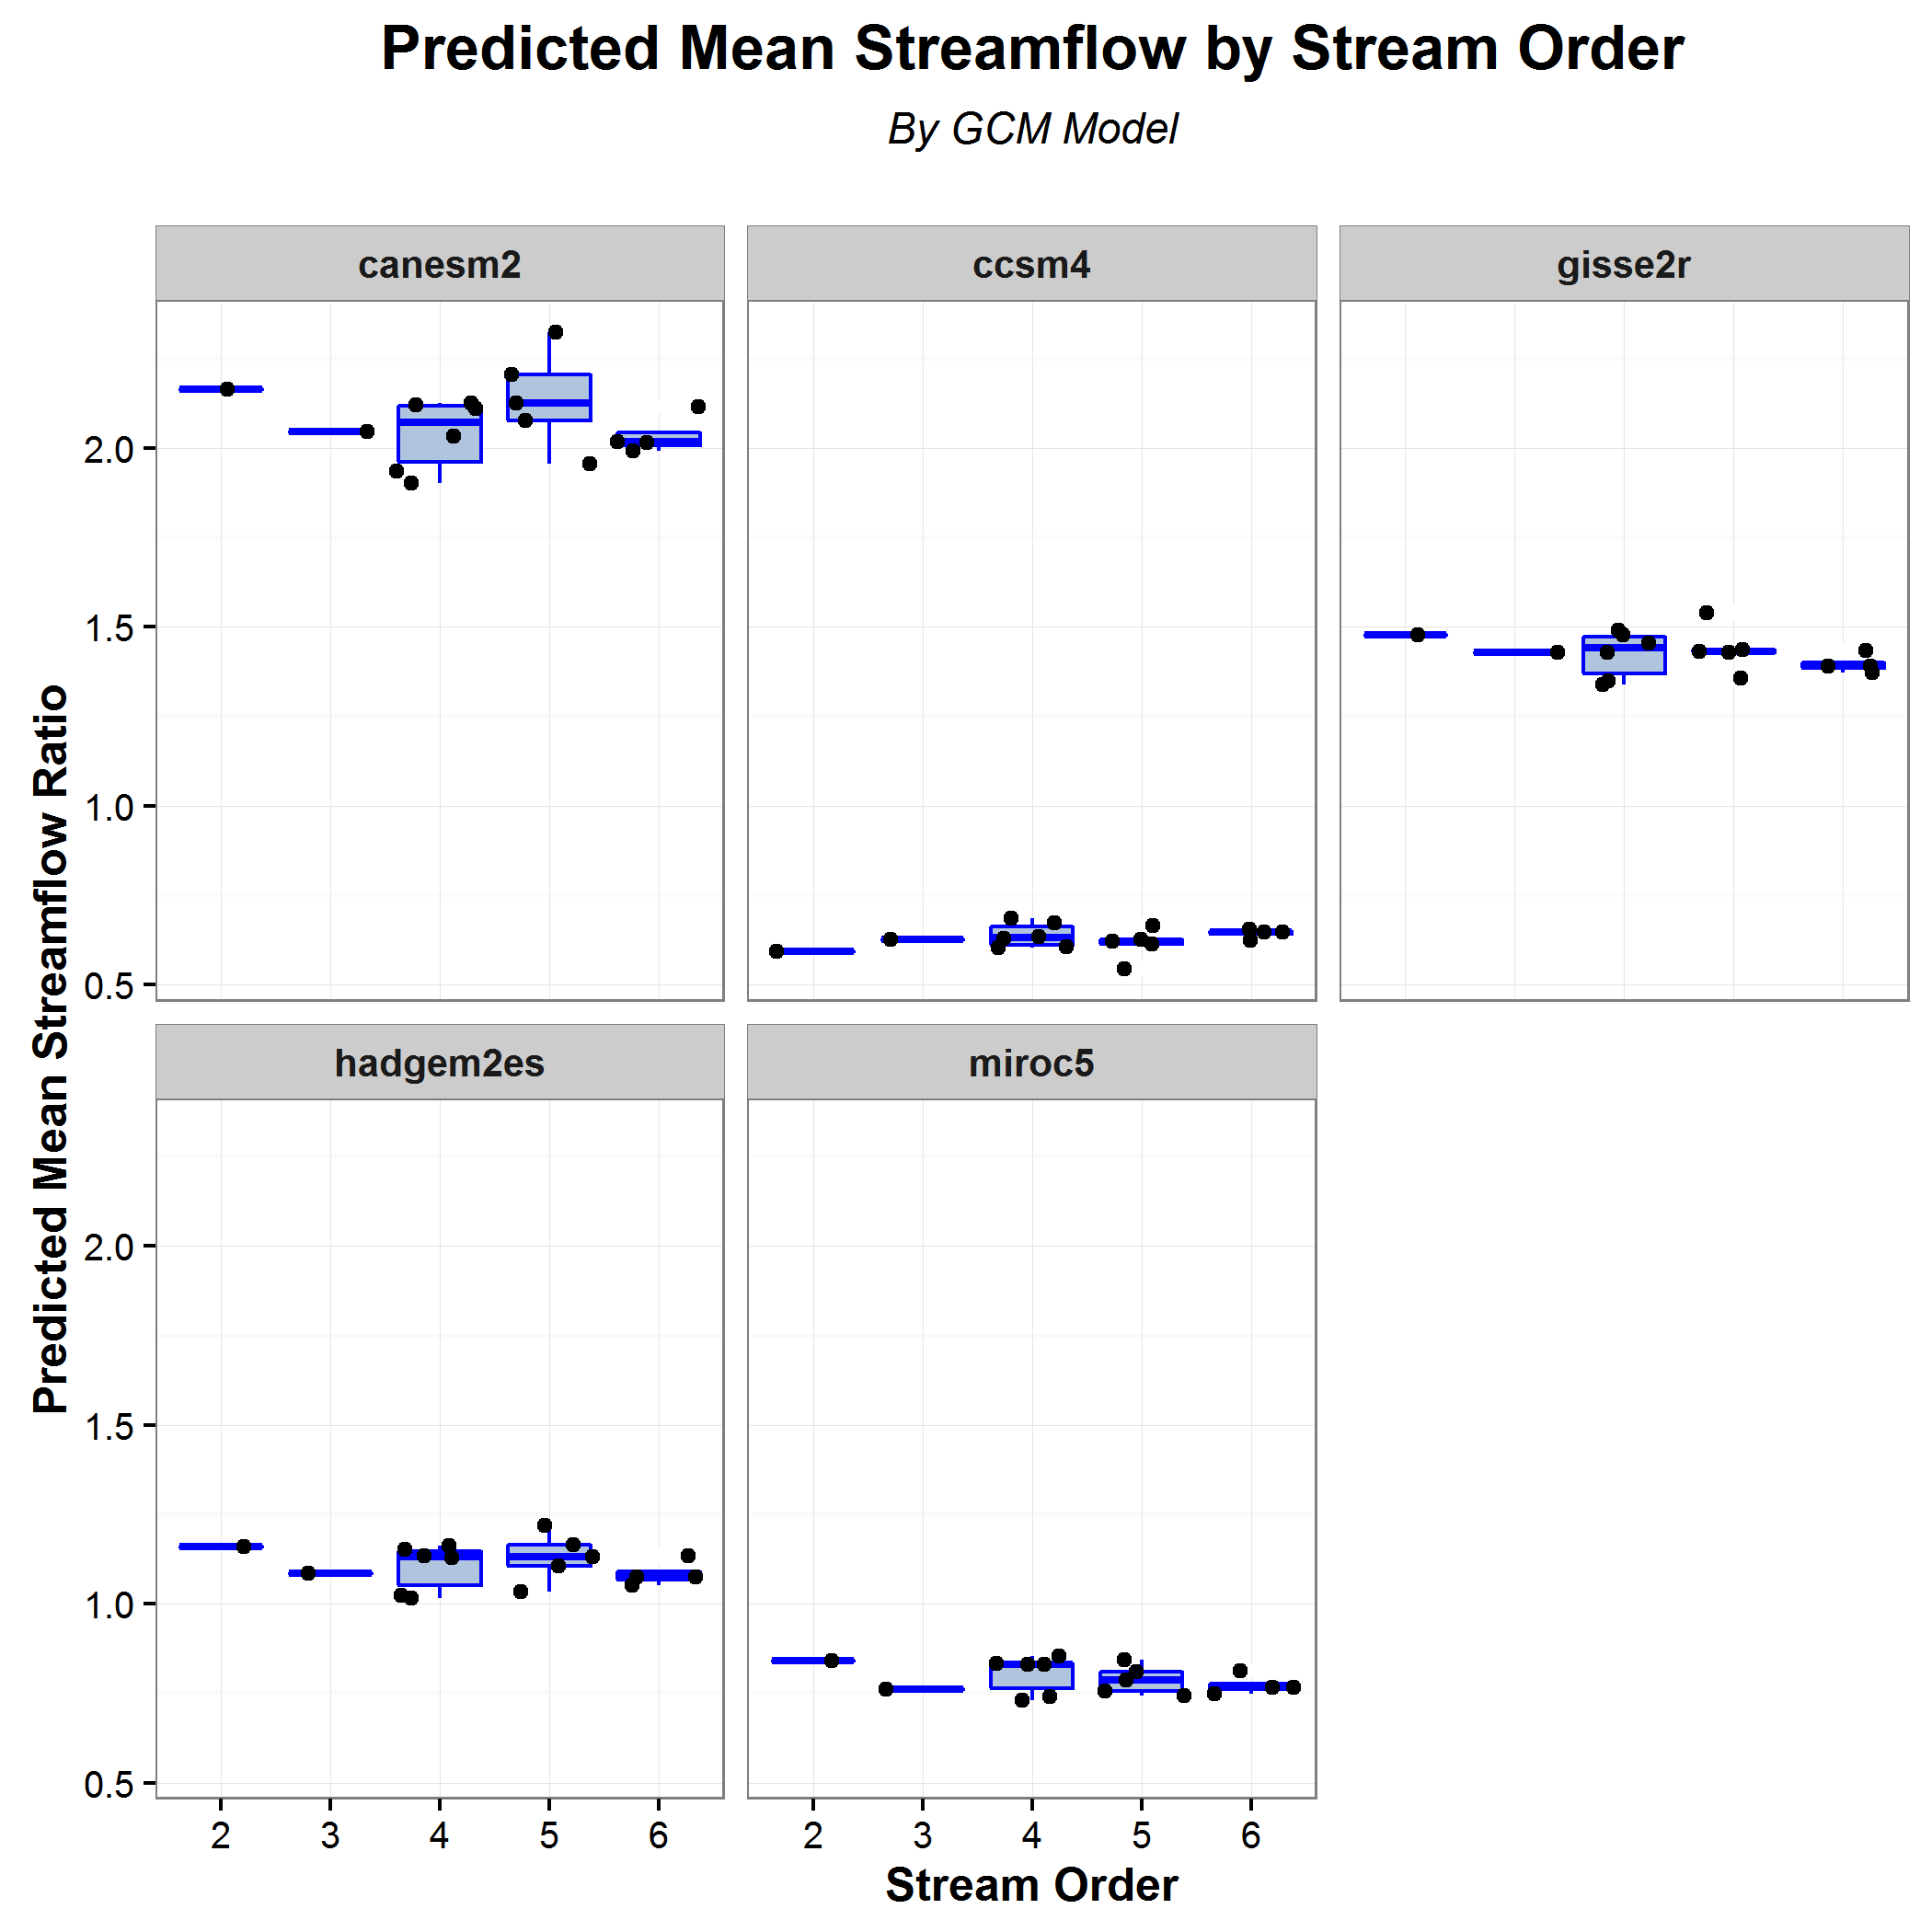 Predicted Mean Streamflow by Stream Order
By GCM Model
canesm2
ccsm4
gisse2r
2.0
1.5
1.0
0.5
Predicted Mean Streamflow Ratio
hadgem2es
miroc5
2.0
1.5
1.0
0.5
2 3 4 5 6
2 3 4 5 6
Stream Order